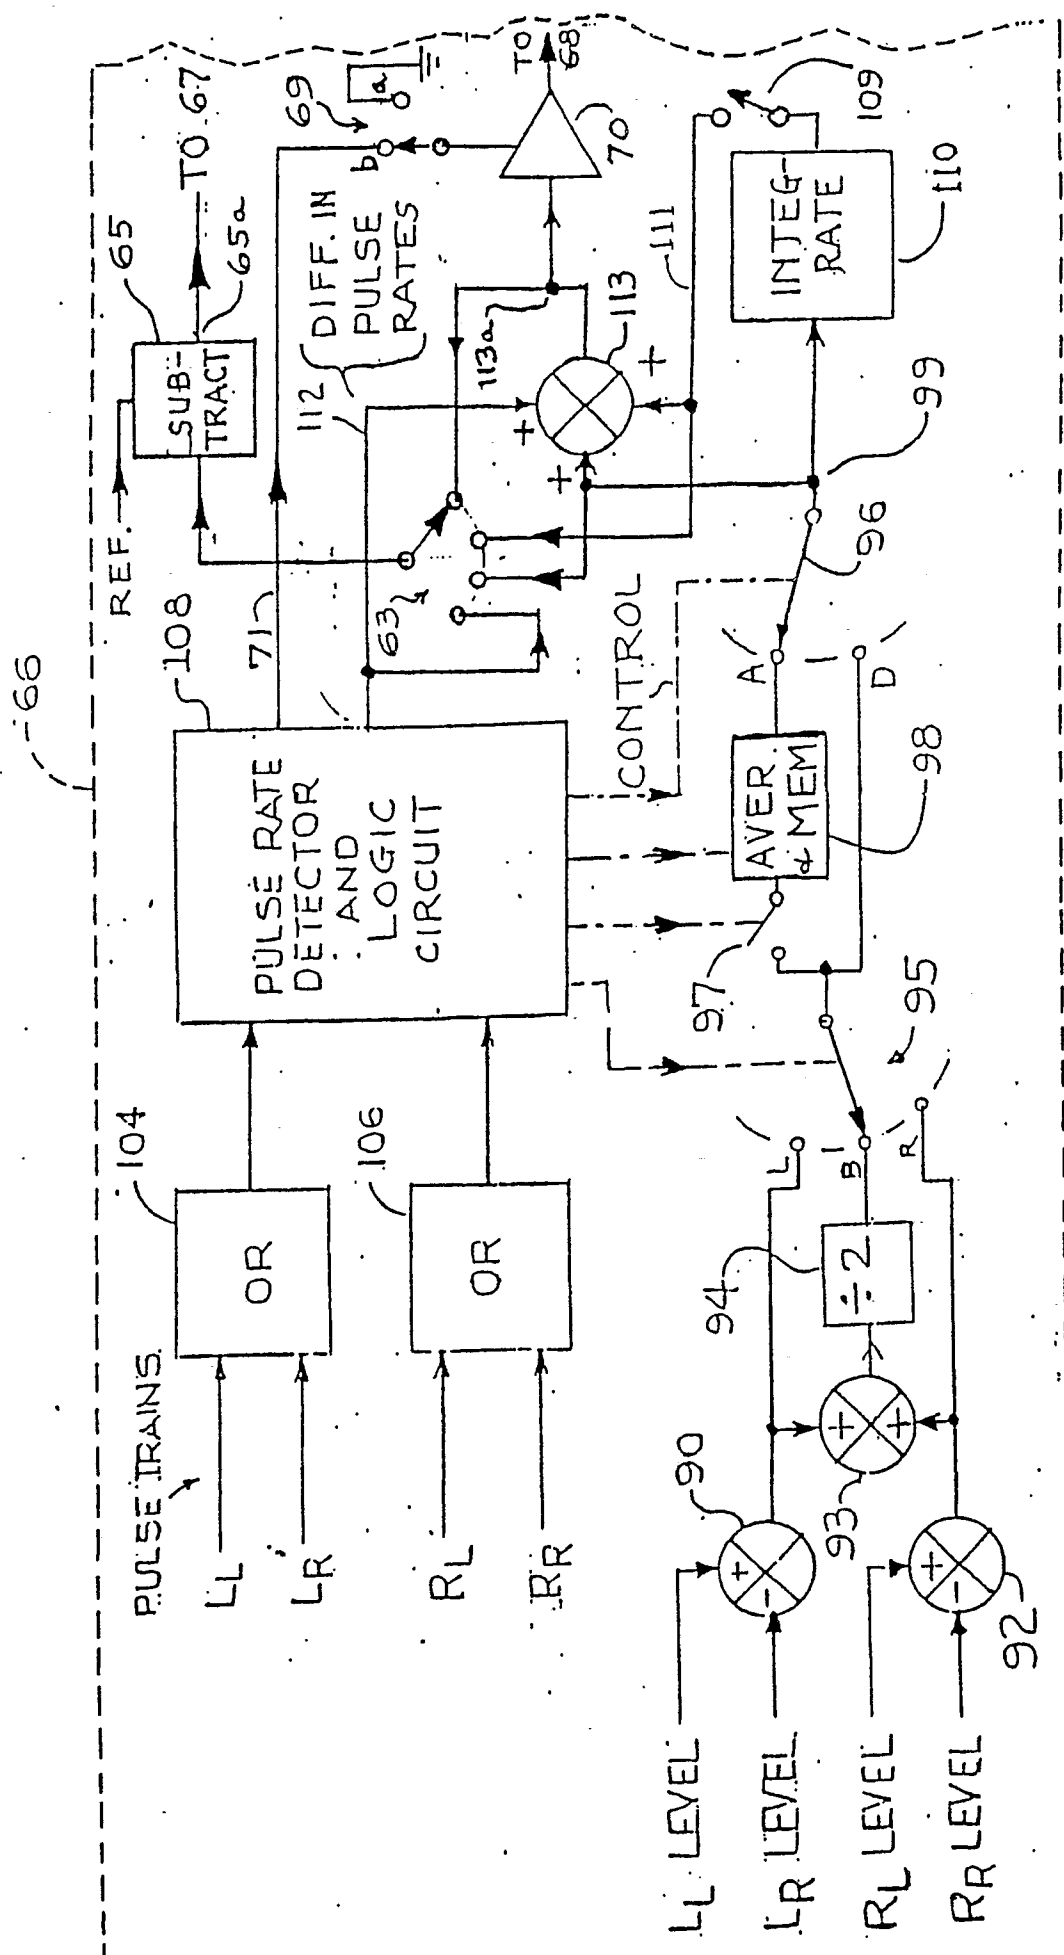 66
REF.
65
SUB-
TRACT
TO 67
65a
PULSE TRAINS
LL
LR
RL
RR
104
OR
106
OR
108
PULSE RATE
DETECTOR
AND
LOGIC
CIRCUIT
71
112
DIFF. IN
PULSE
RATES
69
a
b
TO
68
70
63
113a
113
+
+
+
111
109
INTEG-
RATE
110
99
96
CONTROL
A
D
AVER.
& MEM
98
97
95
L
B
R
94
÷2
93
+
+
90
+
-
92
+
-
LL LEVEL
LR LEVEL
RL LEVEL
RR LEVEL